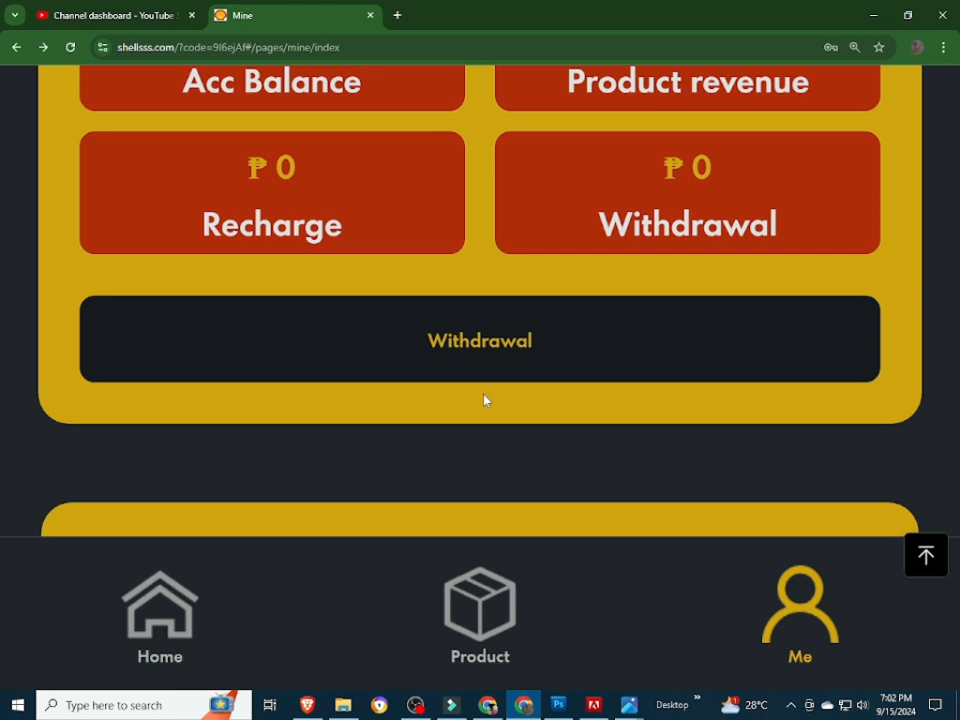 Channel dashboard - YouTube
Mine
shellsss.com/?code=9I6ejAf#/pages/mine/index
Acc Balance
Product revenue
₱ 0
₱ 0
Recharge
Withdrawal
Withdrawal
Home
Product
Me
Type here to search
Desktop
28°C
7:02 PM
9/15/2024